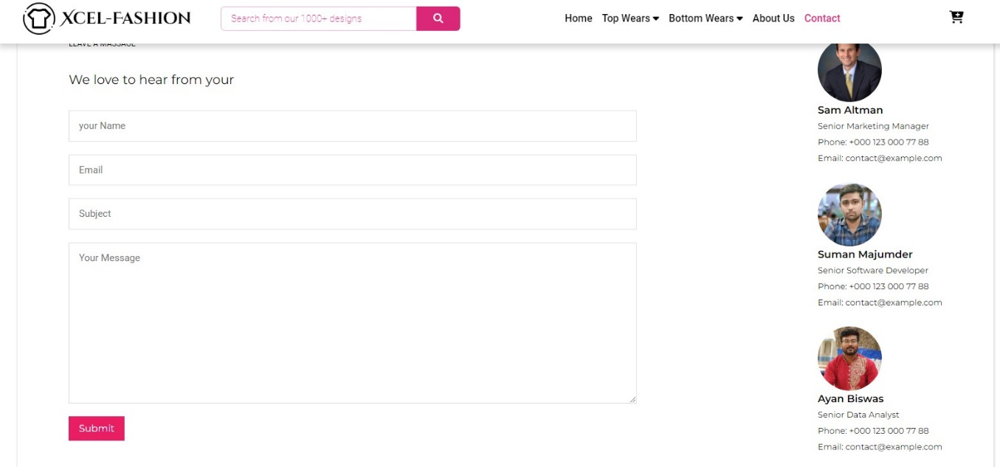 XCEL-FASHION
Search from our 1000+ designs
Home Top Wears Bottom Wears About Us Contact
LEAVE A MASSAGE
We love to hear from your
your Name
Email
Subject
Your Message
Submit
Sam Altman
Senior Marketing Manager
Phone: +000 123 000 77 88
Email: contact@example.com
Suman Majumder
Senior Software Developer
Phone: +000 123 000 77 88
Email: contact@example.com
Ayan Biswas
Senior Data Analyst
Phone: +000 123 000 77 88
Email: contact@example.com